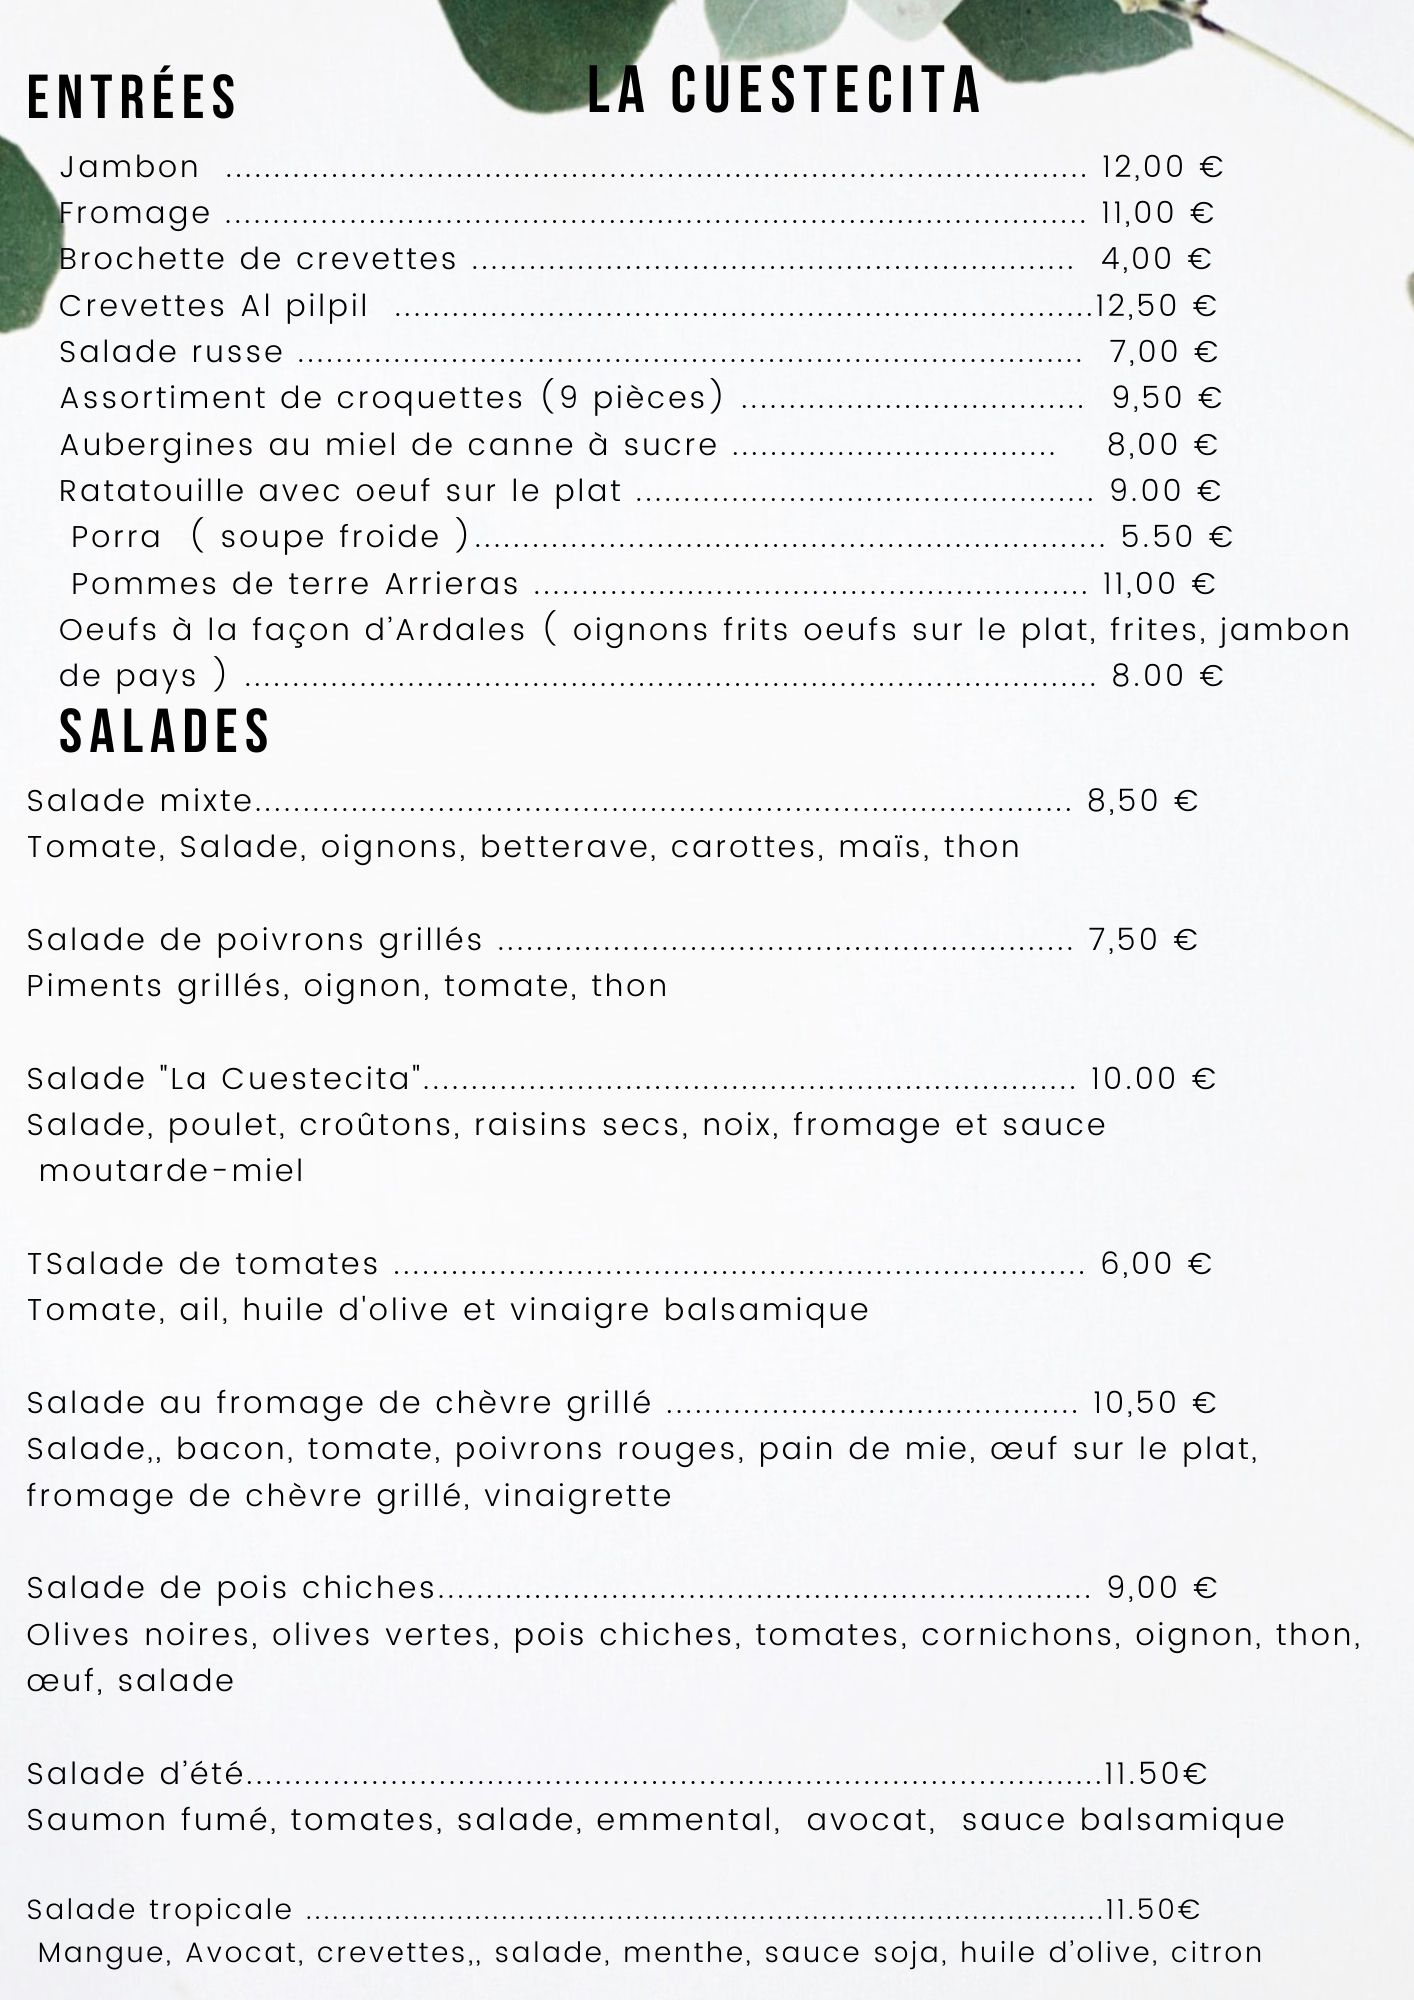 ENTRÉES
LA CUESTECITA
Jambon ........................................................................................ 12,00 €
Fromage ........................................................................................ 11,00 €
Brochette de crevettes .............................................................. 4,00 €
Crevettes Al pilpil ........................................................................12,50 €
Salade russe ................................................................................ 7,00 €
Assortiment de croquettes (9 pièces) ................................... 9,50 €
Aubergines au miel de canne à sucre ................................. 8,00 €
Ratatouille avec oeuf sur le plat ............................................... 9.00 €
Porra ( soupe froide )................................................................. 5.50 €
Pommes de terre Arrieras ......................................................... 11,00 €
Oeufs à la façon d’Ardales ( oignons frits oeufs sur le plat, frites, jambon
de pays ) ....................................................................................... 8.00 €
SALADES
Salade mixte.................................................................................... 8,50 €
Tomate, Salade, oignons, betterave, carottes, maïs, thon
Salade de poivrons grillés ........................................................... 7,50 €
Piments grillés, oignon, tomate, thon
Salade "La Cuestecita"................................................................... 10.00 €
Salade, poulet, croûtons, raisins secs, noix, fromage et sauce
moutarde-miel
TSalade de tomates ....................................................................... 6,00 €
Tomate, ail, huile d'olive et vinaigre balsamique
Salade au fromage de chèvre grillé .......................................... 10,50 €
Salade,, bacon, tomate, poivrons rouges, pain de mie, œuf sur le plat,
fromage de chèvre grillé, vinaigrette
Salade de pois chiches................................................................... 9,00 €
Olives noires, olives vertes, pois chiches, tomates, cornichons, oignon, thon,
œuf, salade
Salade d’été........................................................................................11.50€
Saumon fumé, tomates, salade, emmental, avocat, sauce balsamique
Salade tropicale ....................................................................................11.50€
Mangue, Avocat, crevettes,, salade, menthe, sauce soja, huile d’olive, citron